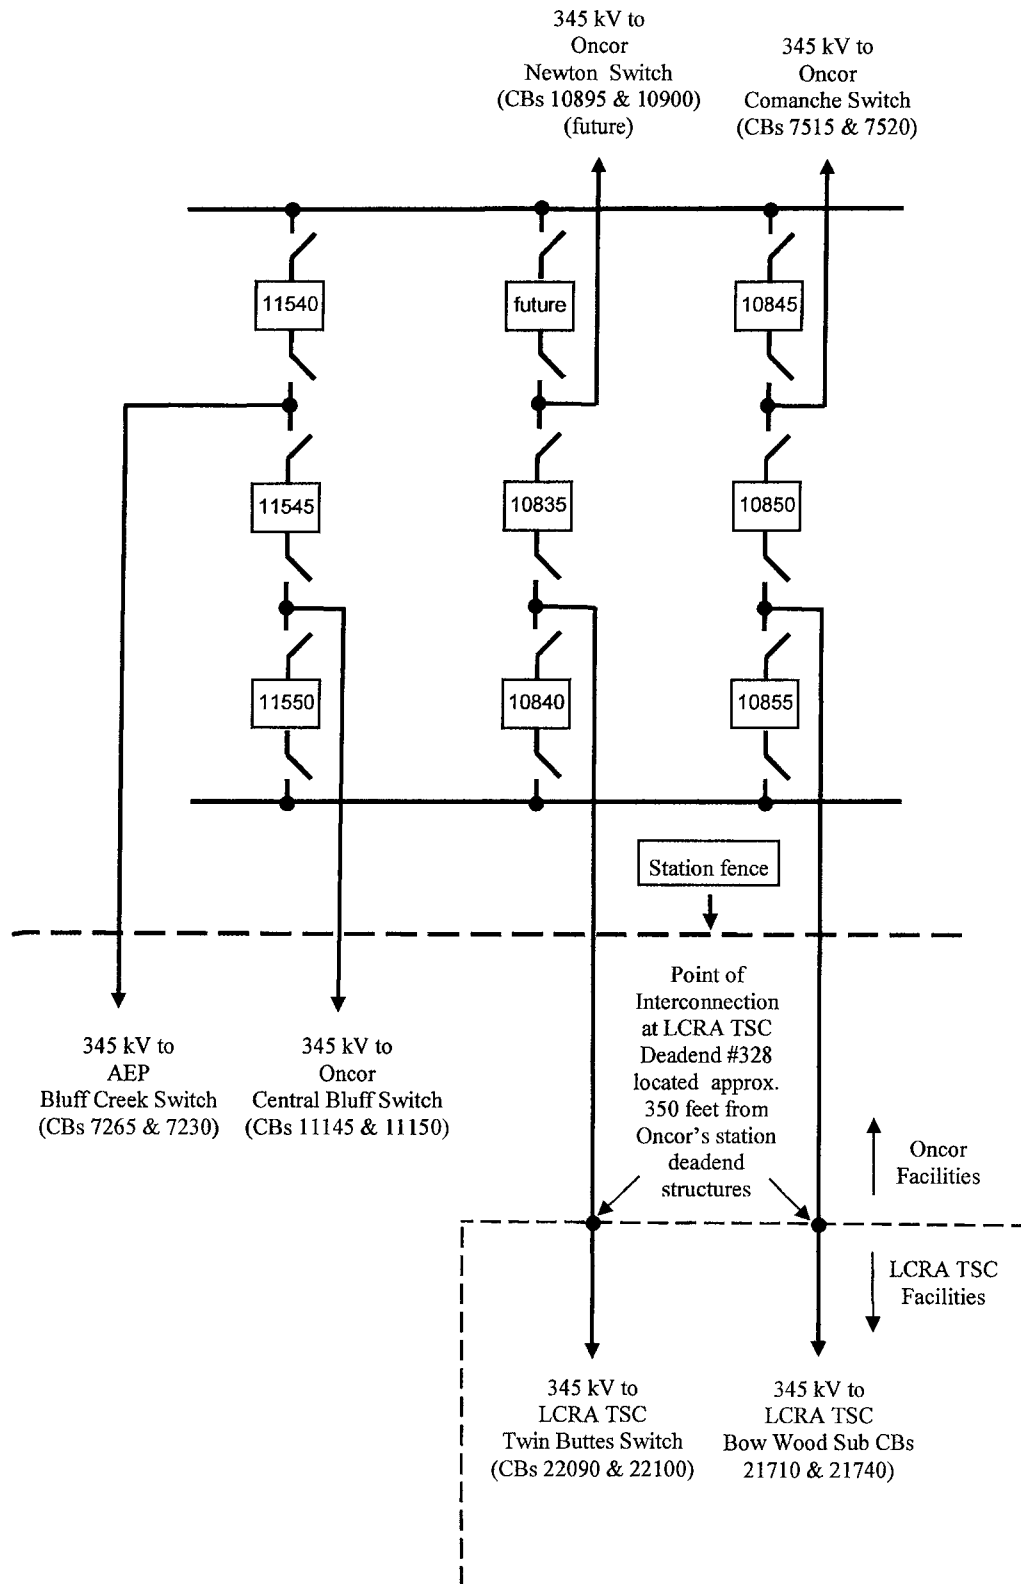 345 kV to
Oncor
Newton Switch
(CBs 10895 & 10900)
(future)
345 kV to
Oncor
Comanche Switch
(CBs 7515 & 7520)
11540
future
10845
11545
10835
10850
11550
10840
10855
Station fence
Point of
Interconnection
at LCRA TSC
Deadend #328
located approx.
350 feet from
Oncor's station
deadend
structures
345 kV to
AEP
Bluff Creek Switch
(CBs 7265 & 7230)
345 kV to
Oncor
Central Bluff Switch
(CBs 11145 & 11150)
Oncor
Facilities
LCRA TSC
Facilities
345 kV to
LCRA TSC
Twin Buttes Switch
(CBs 22090 & 22100)
345 kV to
LCRA TSC
Bow Wood Sub CBs
21710 & 21740)